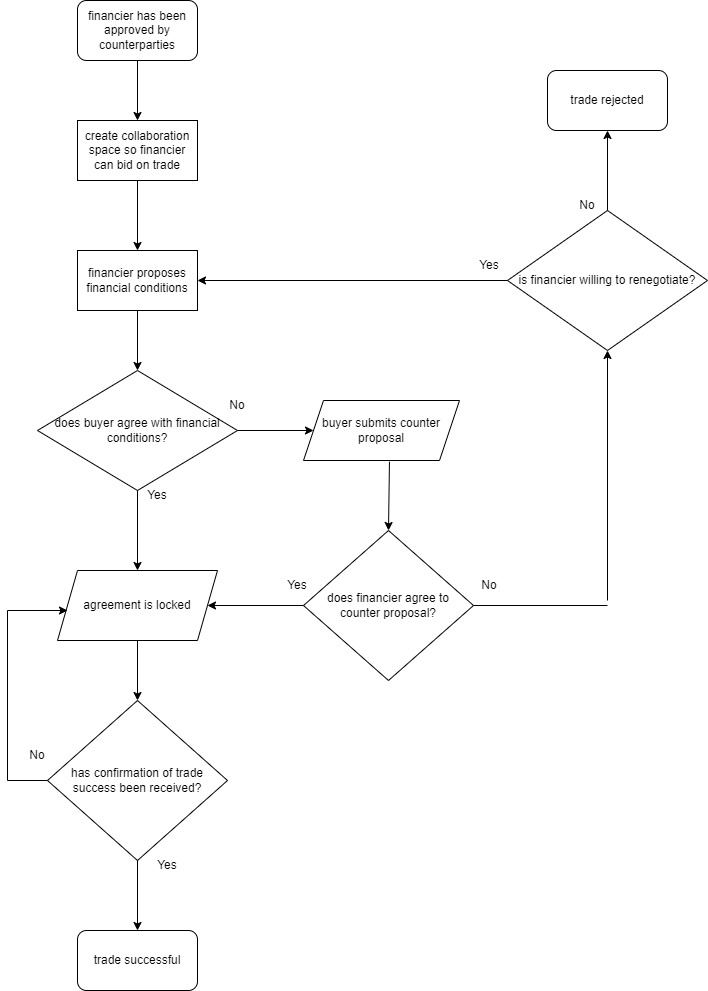 financier has been
approved by
counterparties
trade rejected
create collaboration
space so financier
can bid on trade
No
Yes
financier proposes
financial conditions
is financier willing to renegotiate?
No
does buyer agree with financial
conditions?
buyer submits counter
proposal
Yes
Yes
No
agreement is locked
does financier agree to
counter proposal?
No
has confirmation of trade
success been received?
Yes
trade successful